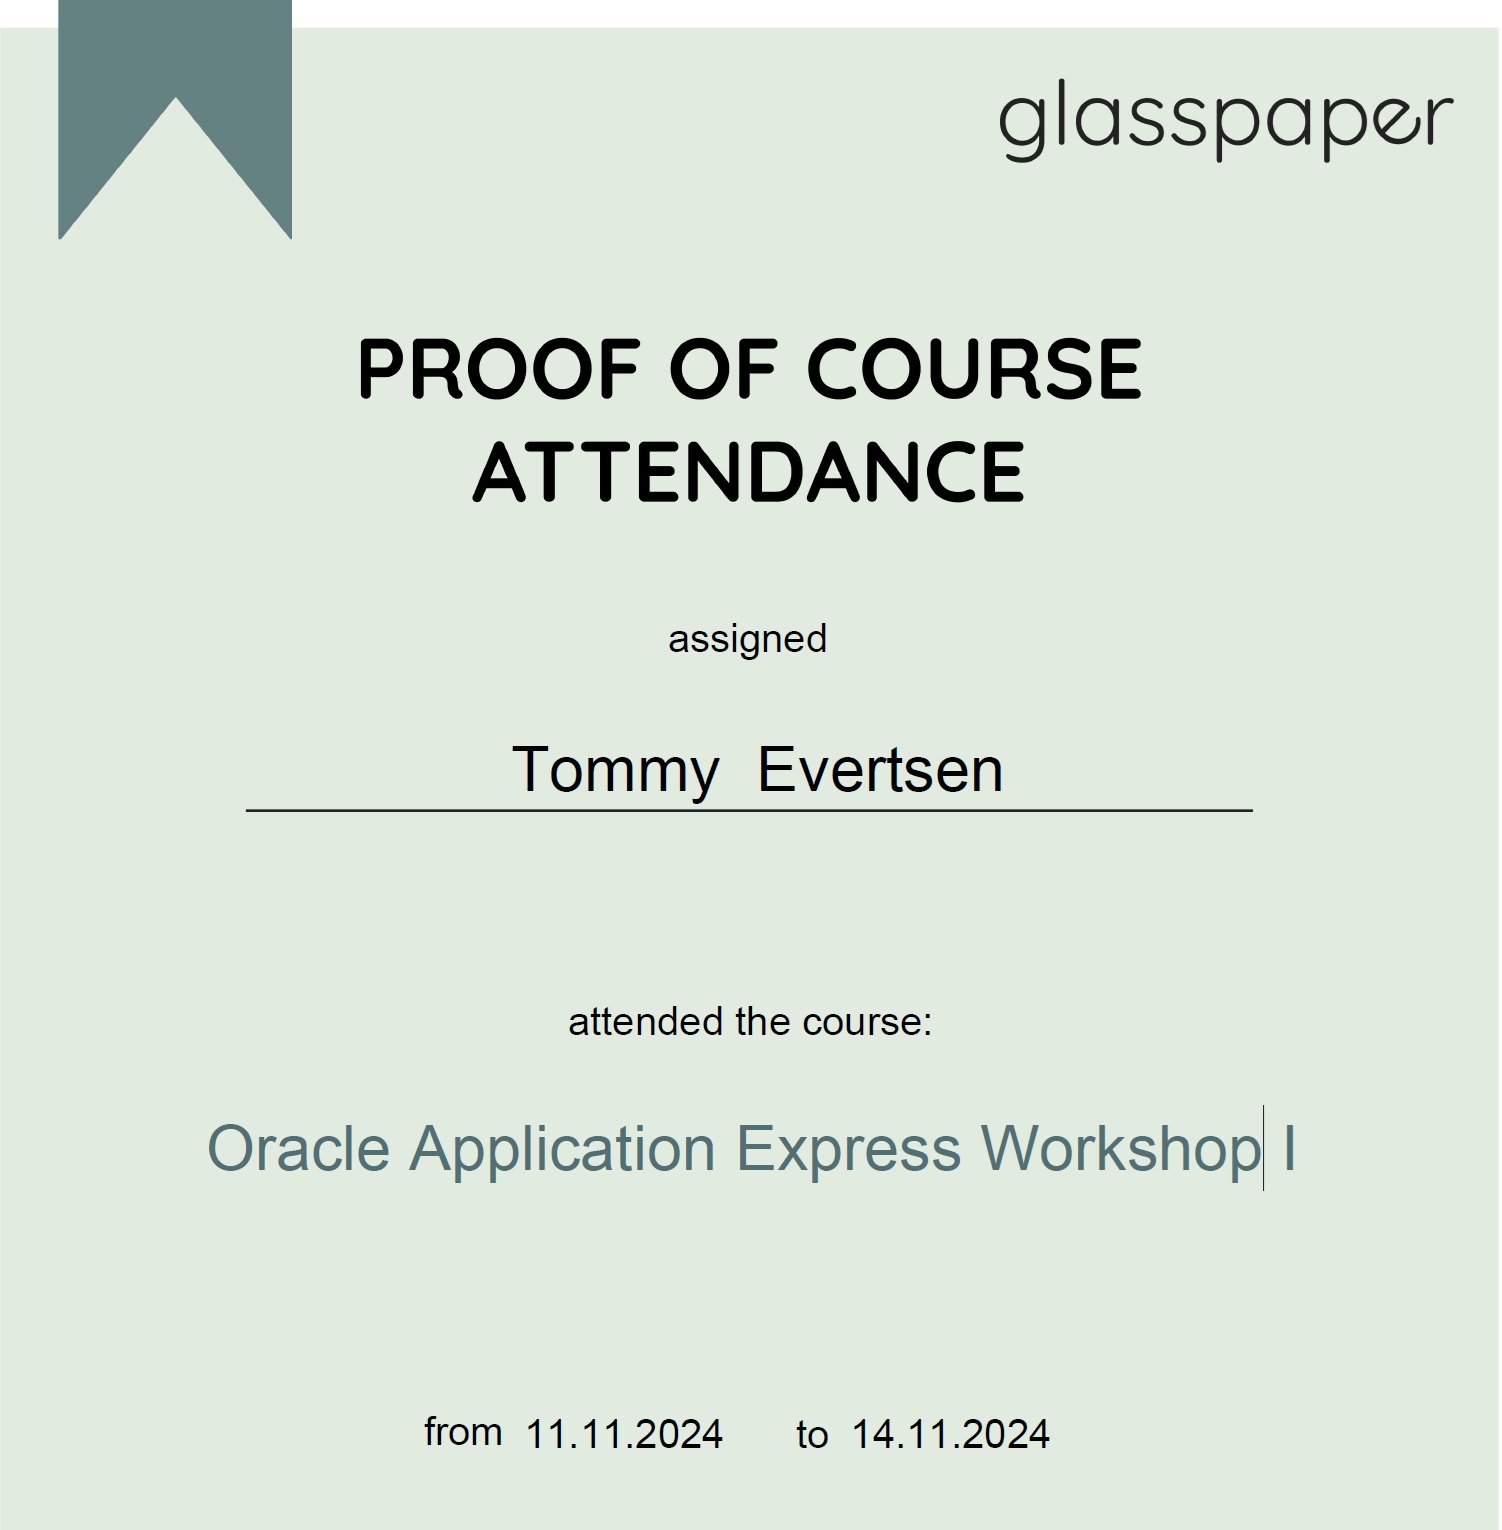 glasspaper
PROOF OF COURSE
ATTENDANCE
assigned
Tommy Evertsen
attended the course:
Oracle Application Express Workshop I
from 11.11.2024 to 14.11.2024